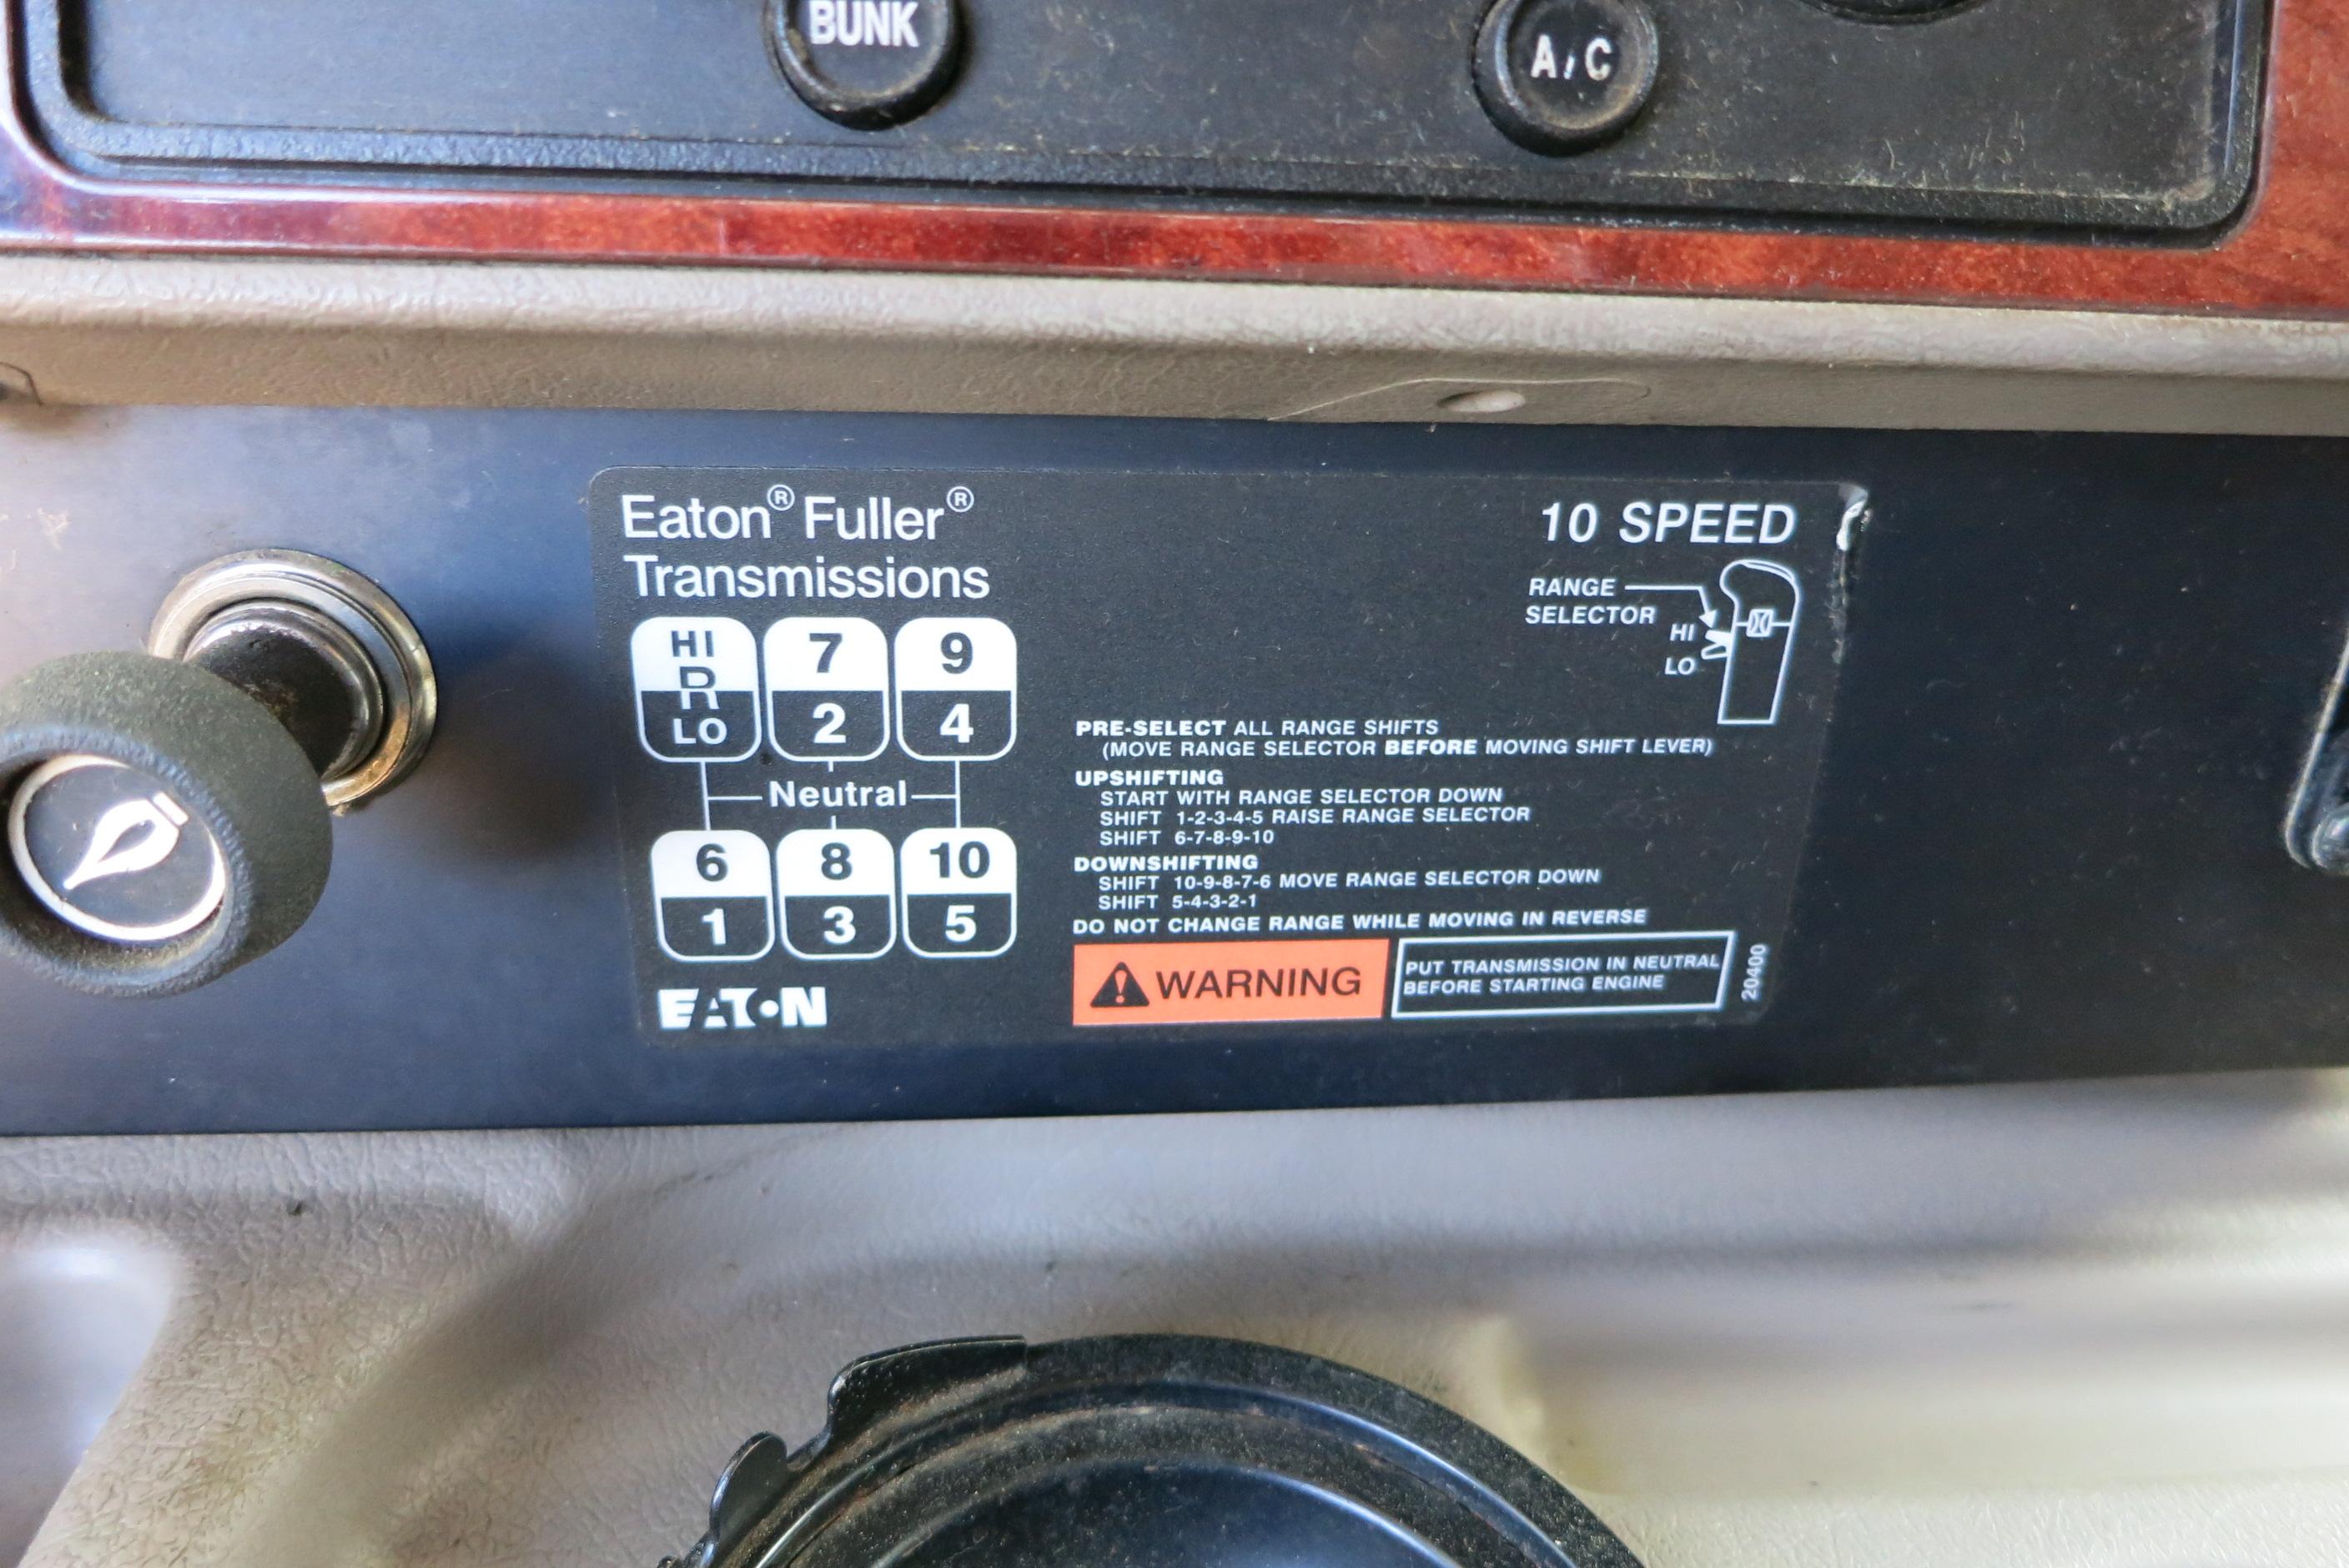 BUNK
A/C
Eaton® Fuller®
Transmissions
10 SPEED
RANGE
SELECTOR
HI
LO
HI 7 9
R
LO 2 4
Neutral
6 8 10
1 3 5
EATON
PRE-SELECT ALL RANGE SHIFTS
(MOVE RANGE SELECTOR BEFORE MOVING SHIFT LEVER)
UPSHIFTING
START WITH RANGE SELECTOR DOWN
SHIFT 1-2-3-4-5 RAISE RANGE SELECTOR
SHIFT 6-7-8-9-10
DOWNSHIFTING
SHIFT 10-9-8-7-6 MOVE RANGE SELECTOR DOWN
SHIFT 5-4-3-2-1
DO NOT CHANGE RANGE WHILE MOVING IN REVERSE
WARNING
PUT TRANSMISSION IN NEUTRAL
BEFORE STARTING ENGINE
20400